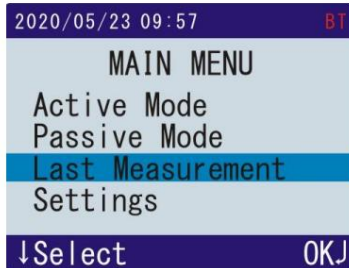 2020/05/23 09:57 BT
MAIN MENU
Active Mode
Passive Mode
Last Measurement
Settings
↓Select OK↲